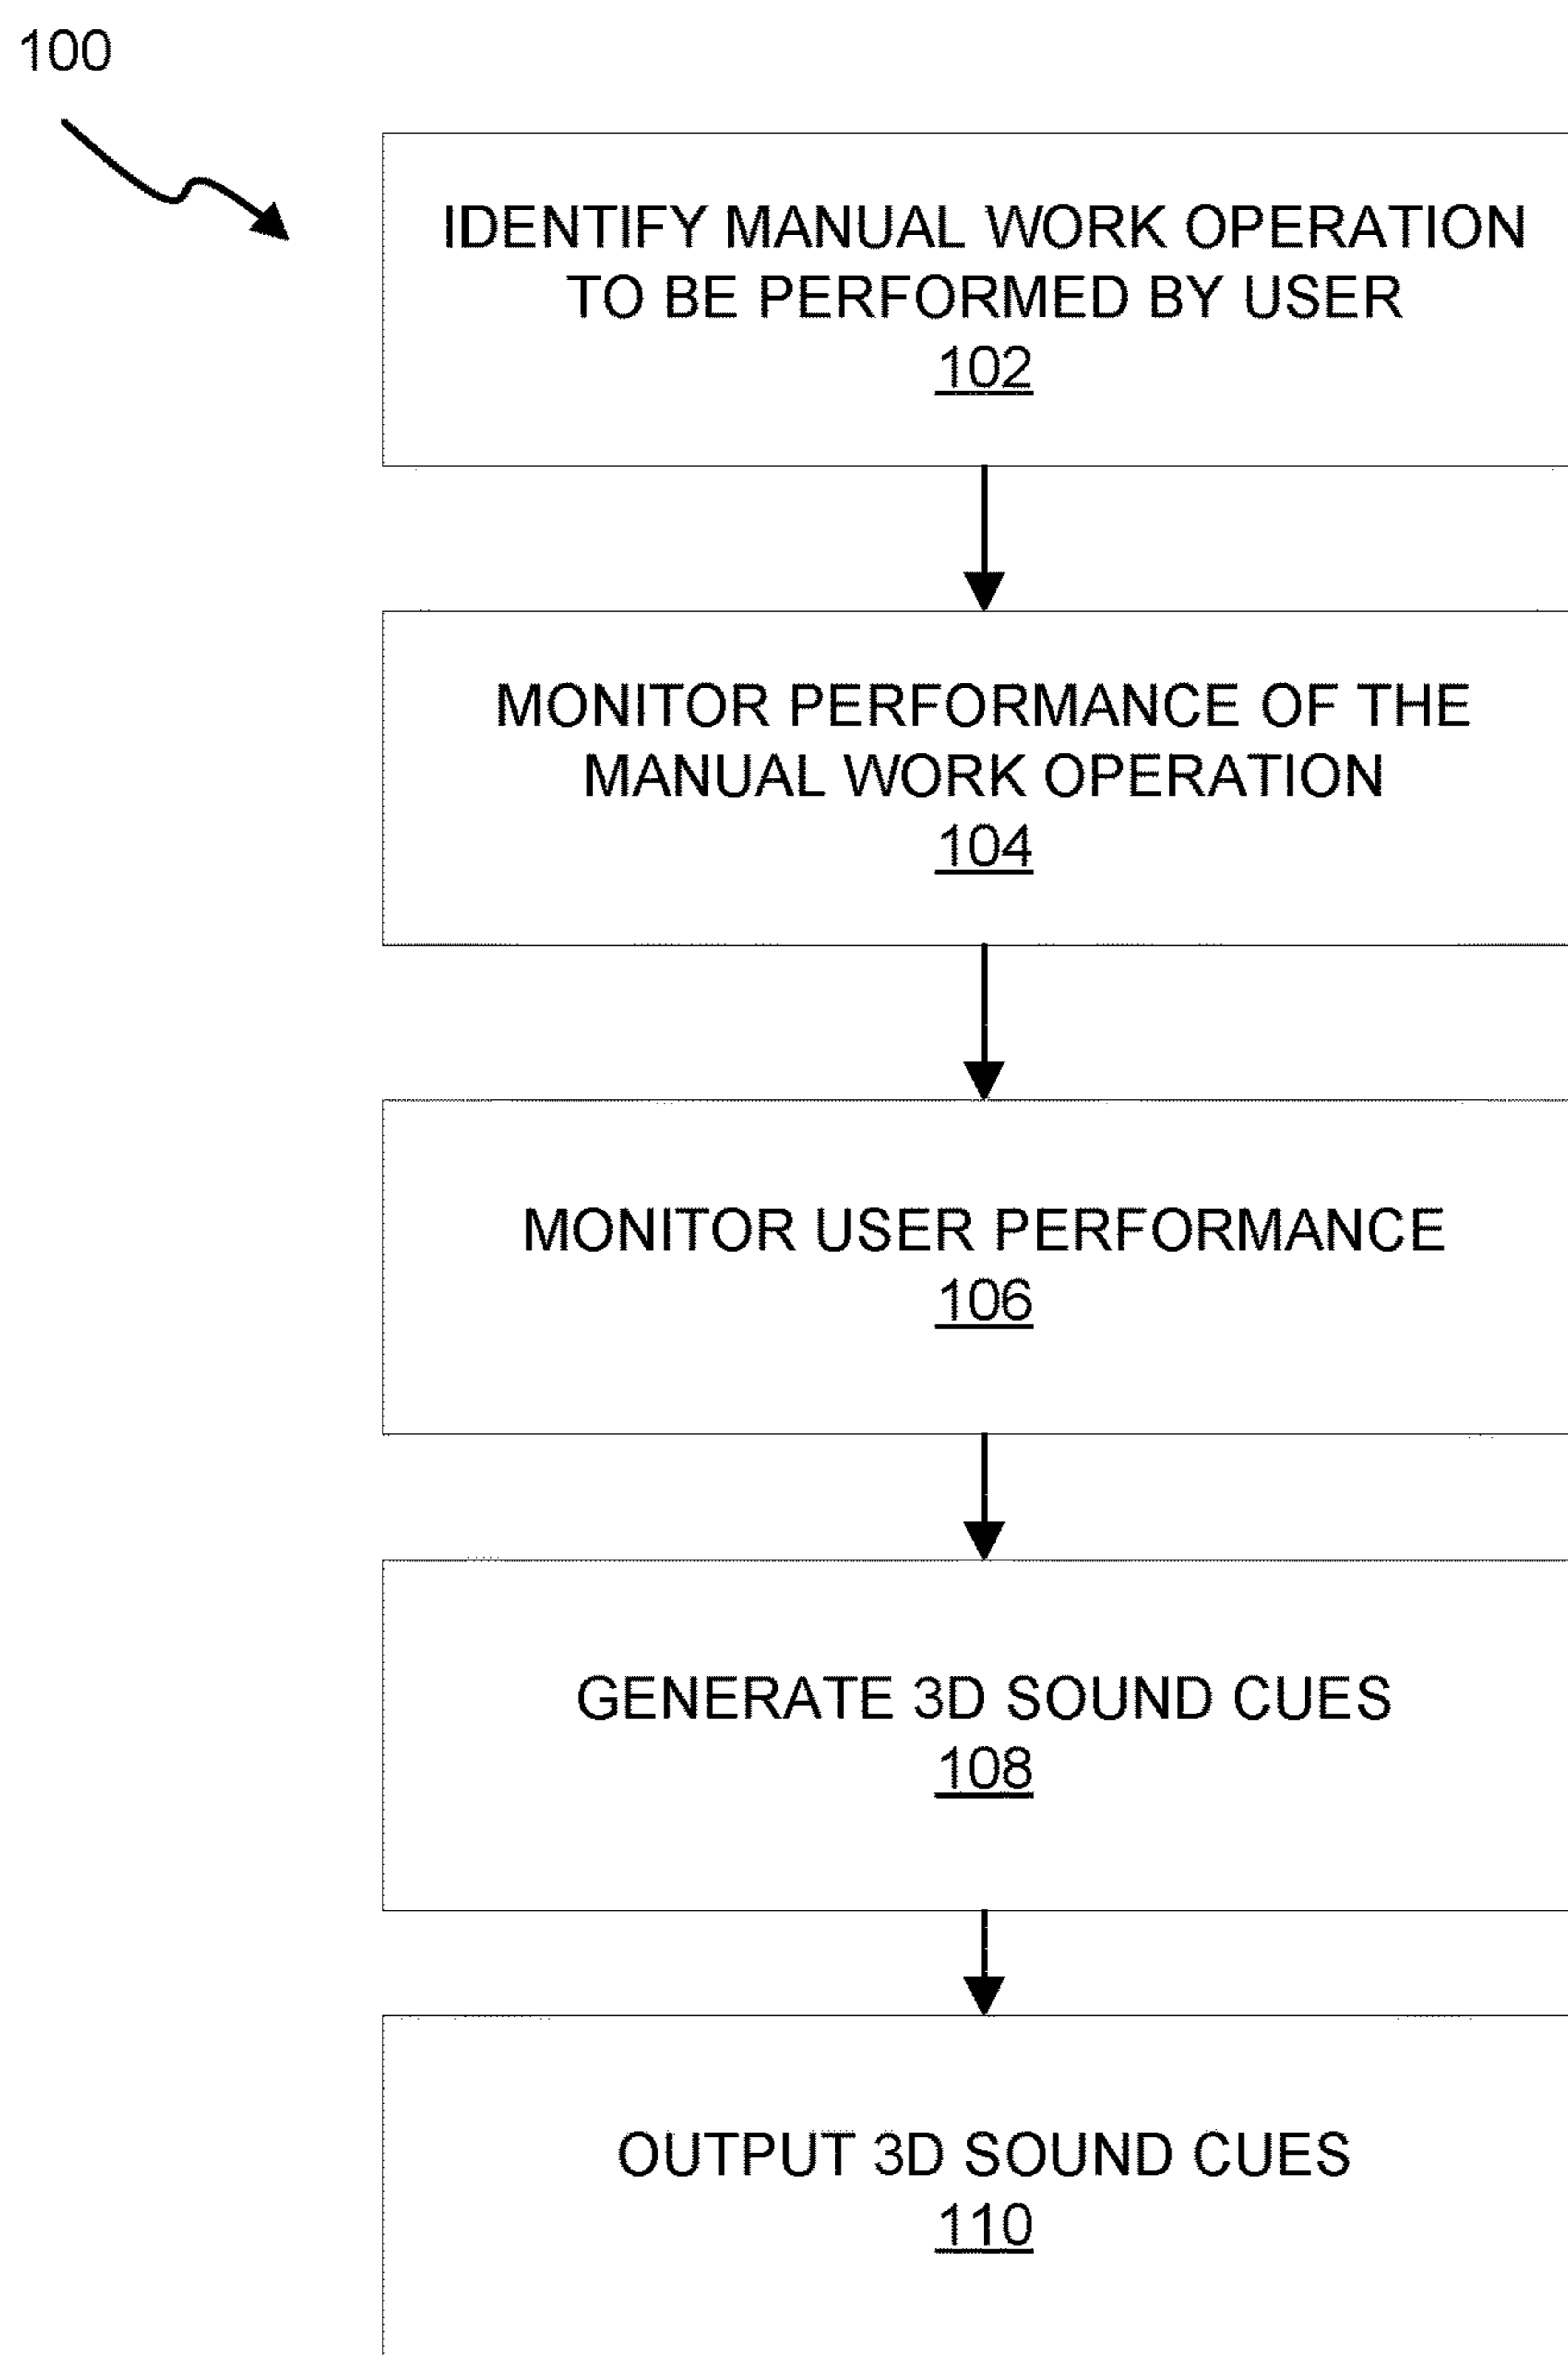 100
IDENTIFY MANUAL WORK OPERATION
TO BE PERFORMED BY USER
102
MONITOR PERFORMANCE OF THE
MANUAL WORK OPERATION
104
MONITOR USER PERFORMANCE
106
GENERATE 3D SOUND CUES
108
OUTPUT 3D SOUND CUES
110